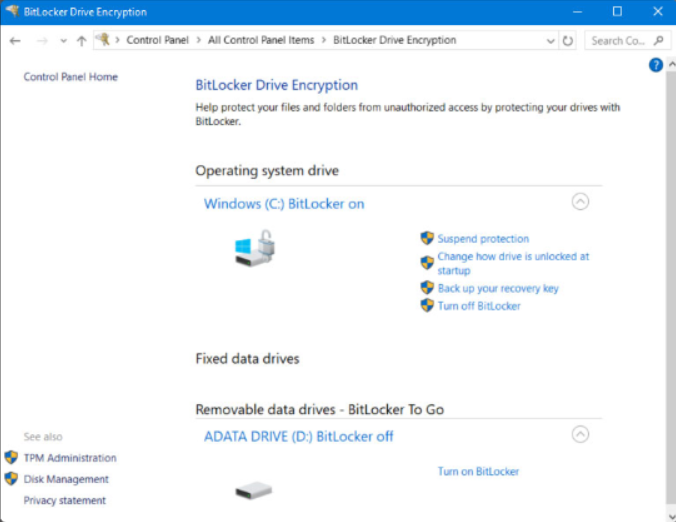 BitLocker Drive Encryption
Control Panel > All Control Panel Items > BitLocker Drive Encryption
Search Co...
?
Control Panel Home
BitLocker Drive Encryption
Help protect your files and folders from unauthorized access by protecting your drives with
BitLocker.
Operating system drive
Windows (C:) BitLocker on
Suspend protection
Change how drive is unlocked at
startup
Back up your recovery key
Turn off BitLocker
Fixed data drives
Removable data drives - BitLocker To Go
ADATA DRIVE (D:) BitLocker off
Turn on BitLocker
See also
TPM Administration
Disk Management
Privacy statement